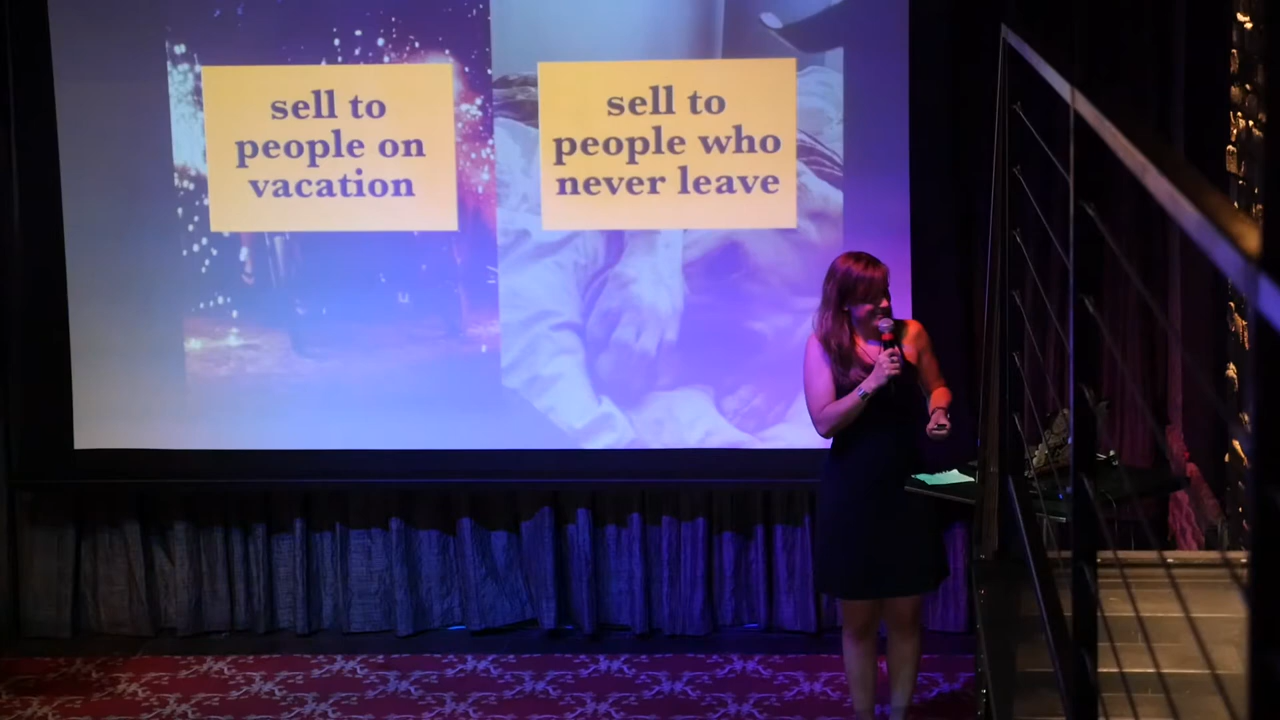 sell to
people on
vacation
sell to
people who
never leave